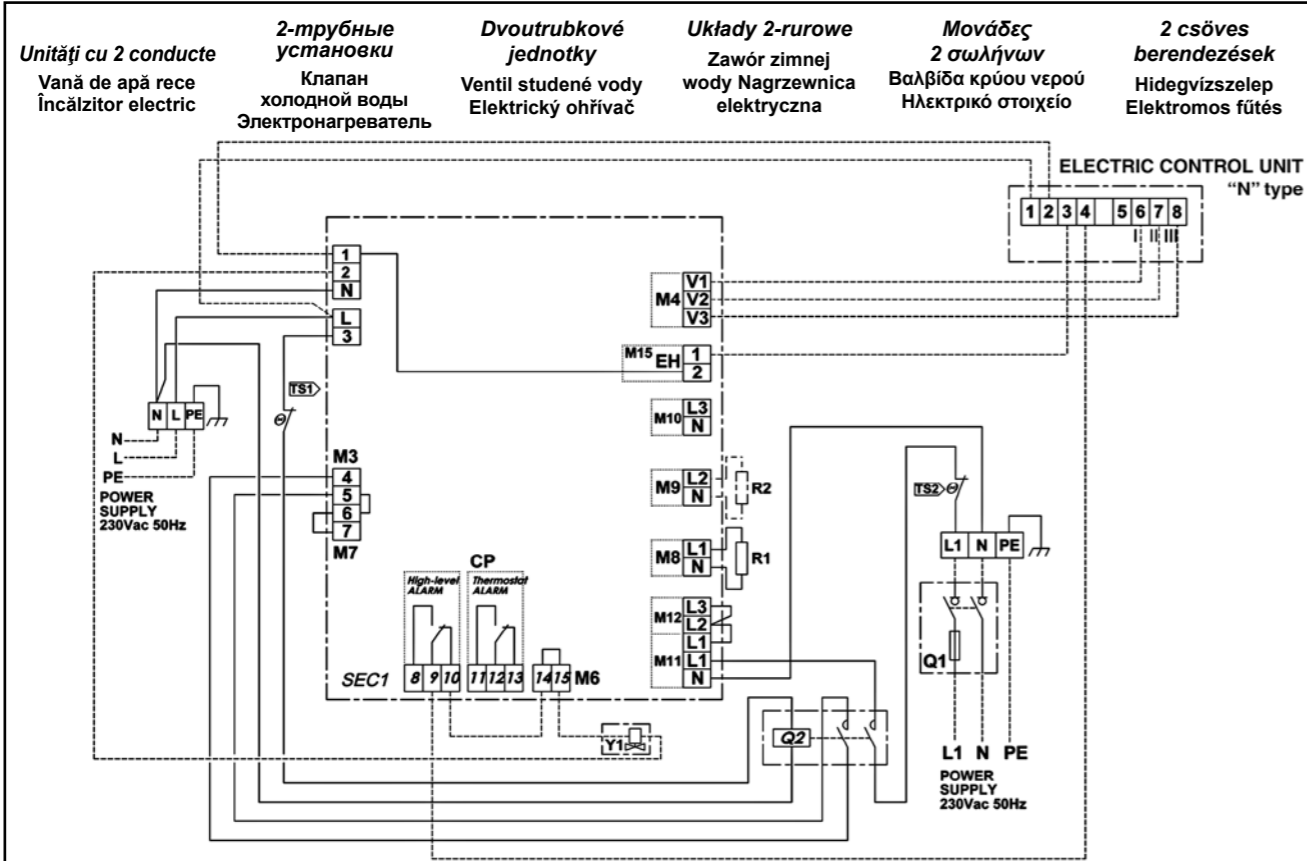 Unităţi cu 2 conducte
Vană de apă rece
Încălzitor electric
2-трубные
установки
Клапан
холодной воды
Электронагреватель
Dvoutrubkové
jednotky
Ventil studené vody
Elektrický ohřívač
Układy 2-rurowe
Zawór zimnej
wody Nagrzewnica
elektryczna
Μονάδες
2 σωλήνων
Βαλβίδα κρύου νερού
Ηλεκτρικό στοιχείο
2 csöves
berendezések
Hidegvízszelep
Elektromos fűtés
ELECTRIC CONTROL UNIT
“N” type
1 2 3 4 5 6 7 8
I II III
1
2
N
L
3
TS1
N L PE
N
L
PE
POWER
SUPPLY
230Vac 50Hz
M3
4
5
6
7
M7
M4
V1
V2
V3
M15 EH
1
2
M10
L3
N
M9
L2
N
R2
M8
L1
N
R1
M12
L3
L2
L1
M11
L1
N
CP
High-level
ALARM
Thermostat
ALARM
SEC1
8 9 10
11 12 13
14 15
M6
Y1
Q2
TS2
L1 N PE
Q1
L1 N PE
POWER
SUPPLY
230Vac 50Hz